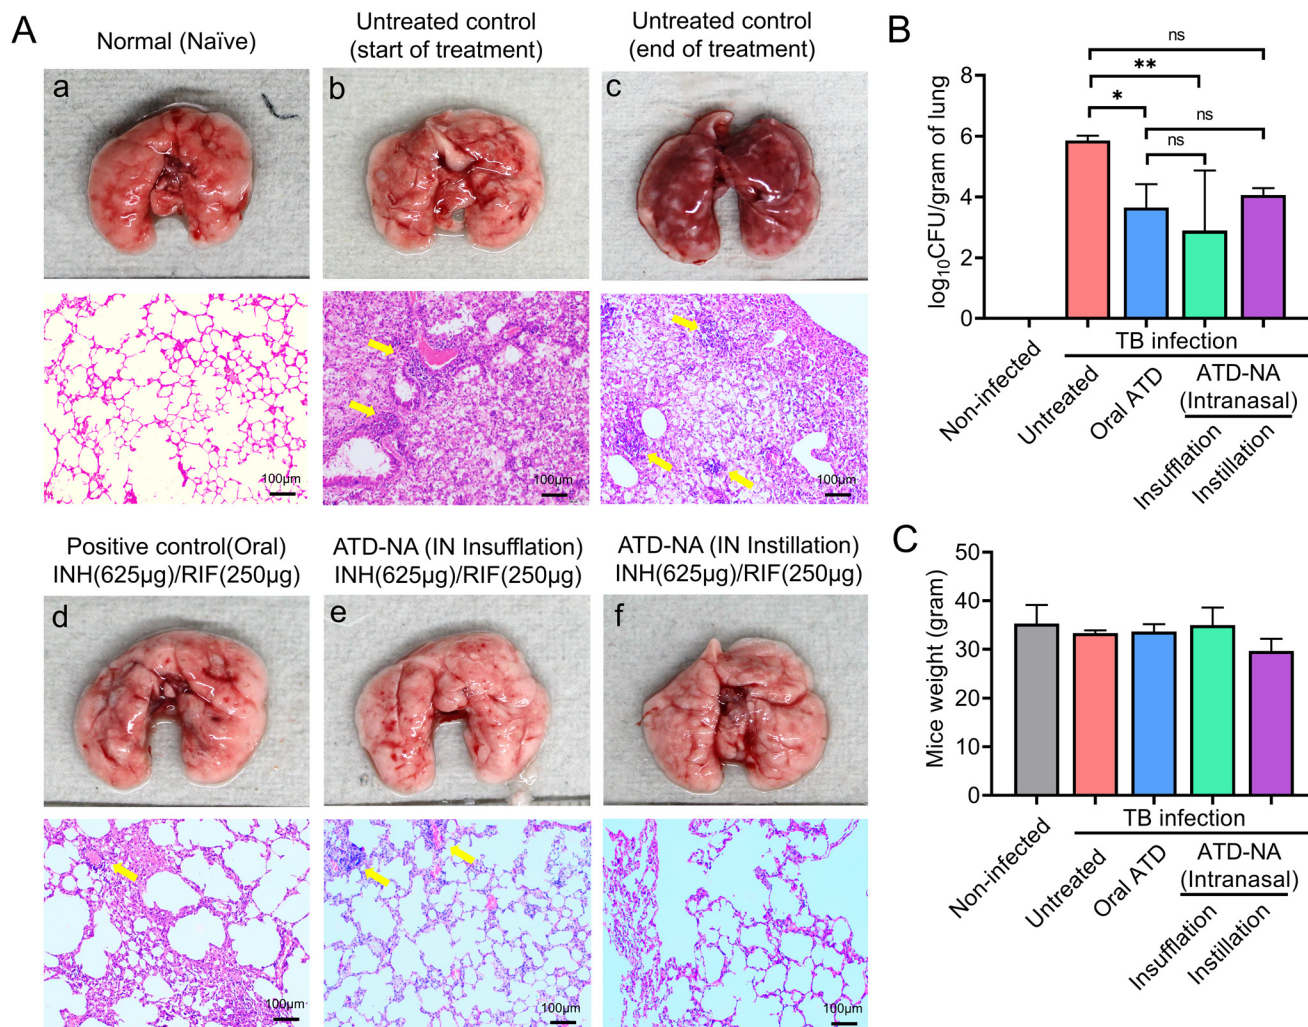 A
Normal (Naïve)
Untreated control
(start of treatment)
Untreated control
(end of treatment)
a
b
c
100μm
100μm
100μm
Positive control(Oral)
INH(625μg)/RIF(250μg)
ATD-NA (IN Insufflation)
INH(625μg)/RIF(250μg)
ATD-NA (IN Instillation)
INH(625μg)/RIF(250μg)
d
e
f
100μm
100μm
100μm
B
ns
**
*
ns
ns
log10CFU/gram of lung
8
6
4
2
0
TB infection
Non-infected
Untreated
Oral ATD
ATD-NA
(Intranasal)
Insufflation
Instillation
C
Mice weight (gram)
50
40
30
20
10
0
TB infection
Non-infected
Untreated
Oral ATD
ATD-NA
(Intranasal)
Insufflation
Instillation